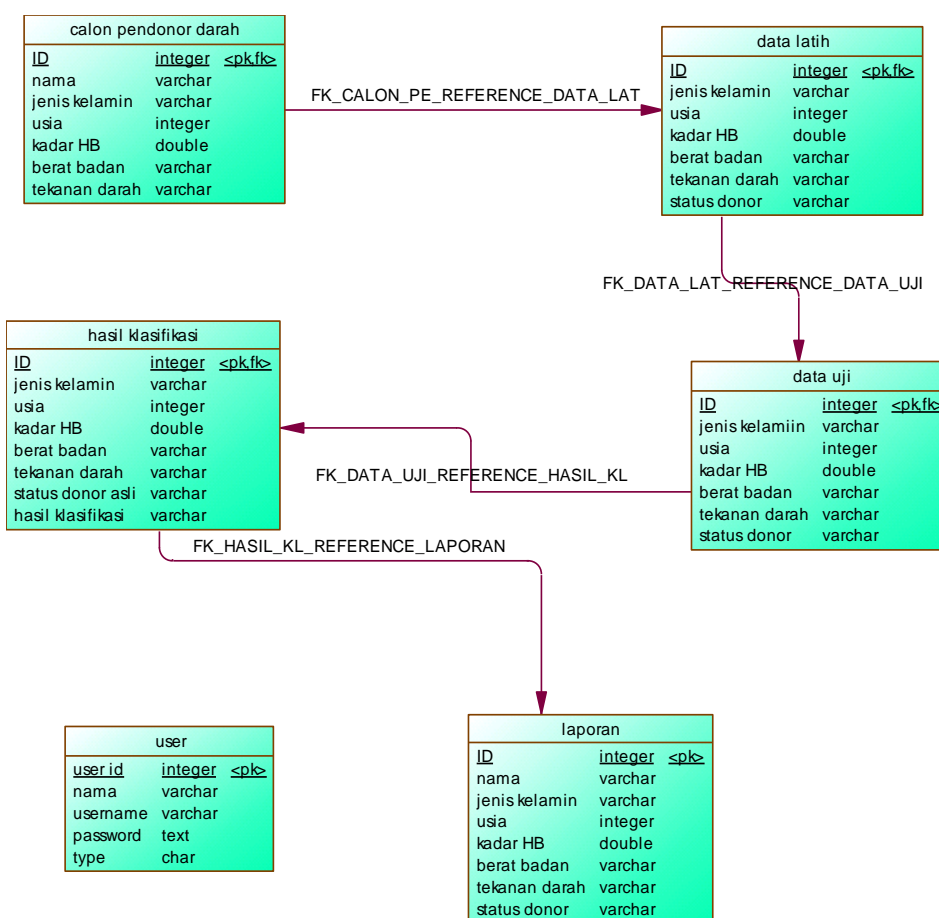 calon pendonor darah
ID integer <pk,fk>
nama varchar
jenis kelamin varchar
usia integer
kadar HB double
berat badan varchar
tekanan darah varchar
FK_CALON_PE_REFERENCE_DATA_LAT
data latih
ID integer <pk,fk>
jenis kelamin varchar
usia integer
kadar HB double
berat badan varchar
tekanan darah varchar
status donor varchar
FK_DATA_LAT_REFERENCE_DATA_UJI
hasil klasifikasi
ID integer <pk,fk>
jenis kelamin varchar
usia integer
kadar HB double
berat badan varchar
tekanan darah varchar
status donor asli varchar
hasil klasifikasi varchar
data uji
ID integer <pk,fk>
jenis kelamiin varchar
usia integer
kadar HB double
berat badan varchar
tekanan darah varchar
status donor varchar
FK_DATA_UJI_REFERENCE_HASIL_KL
FK_HASIL_KL_REFERENCE_LAPORAN
user
user id integer <pk>
nama varchar
username varchar
password text
type char
laporan
ID integer <pk>
nama varchar
jenis kelamin varchar
usia integer
kadar HB double
berat badan varchar
tekanan darah varchar
status donor varchar